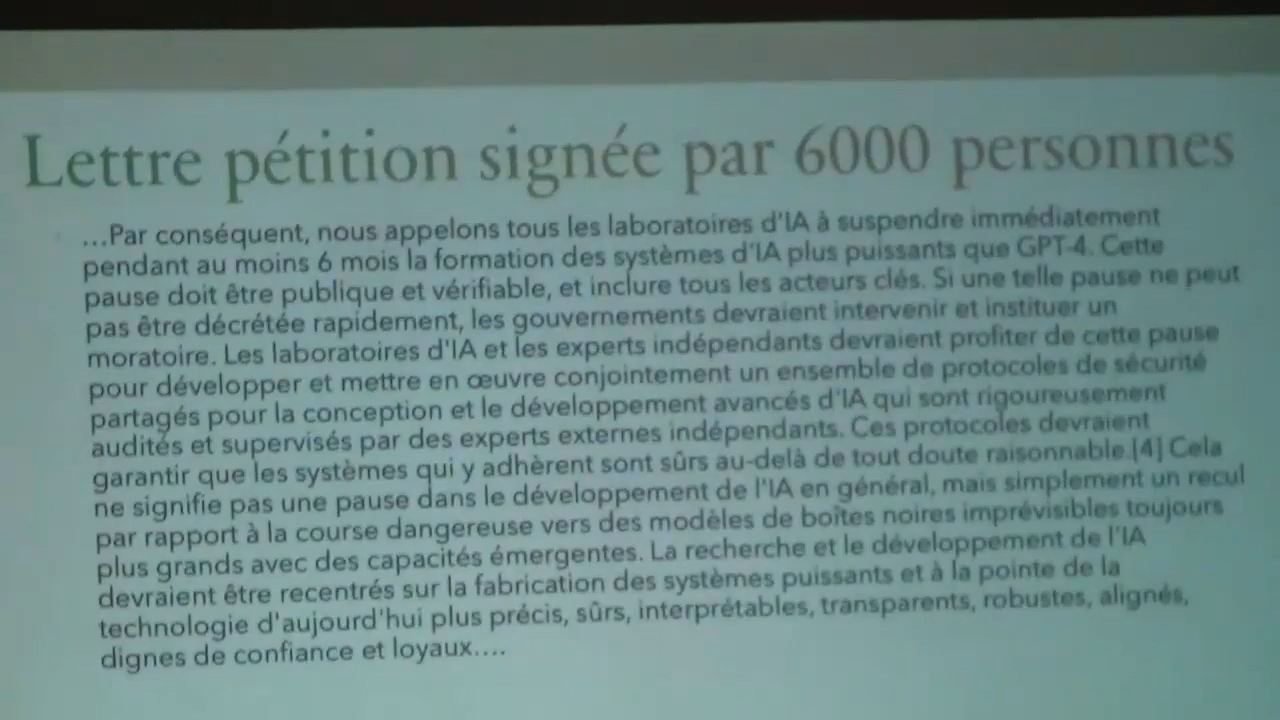 Lettre pétition signée par 6000 personnes
...Par conséquent, nous appelons tous les laboratoires d'IA à suspendre immédiatement
pendant au moins 6 mois la formation des systèmes d'IA plus puissants que GPT-4. Cette
pause doit être publique et vérifiable, et inclure tous les acteurs clés. Si une telle pause ne peut
pas être décrétée rapidement, les gouvernements devraient intervenir et instituer un
moratoire. Les laboratoires d'IA et les experts indépendants devraient profiter de cette pause
pour développer et mettre en œuvre conjointement un ensemble de protocoles de sécurité
partagés pour la conception et le développement avancés d'IA qui sont rigoureusement
audités et supervisés par des experts externes indépendants. Ces protocoles devraient
garantir que les systèmes qui y adhèrent sont sûrs au-delà de tout doute raisonnable.[4] Cela
ne signifie pas une pause dans le développement de l'IA en général, mais simplement un recul
par rapport à la course dangereuse vers des modèles de boîtes noires imprévisibles toujours
plus grands avec des capacités émergentes. La recherche et le développement de l'IA
devraient être recentrés sur la fabrication des systèmes puissants et à la pointe de la
technologie d'aujourd'hui plus précis, sûrs, interprétables, transparents, robustes, alignés,
dignes de confiance et loyaux....